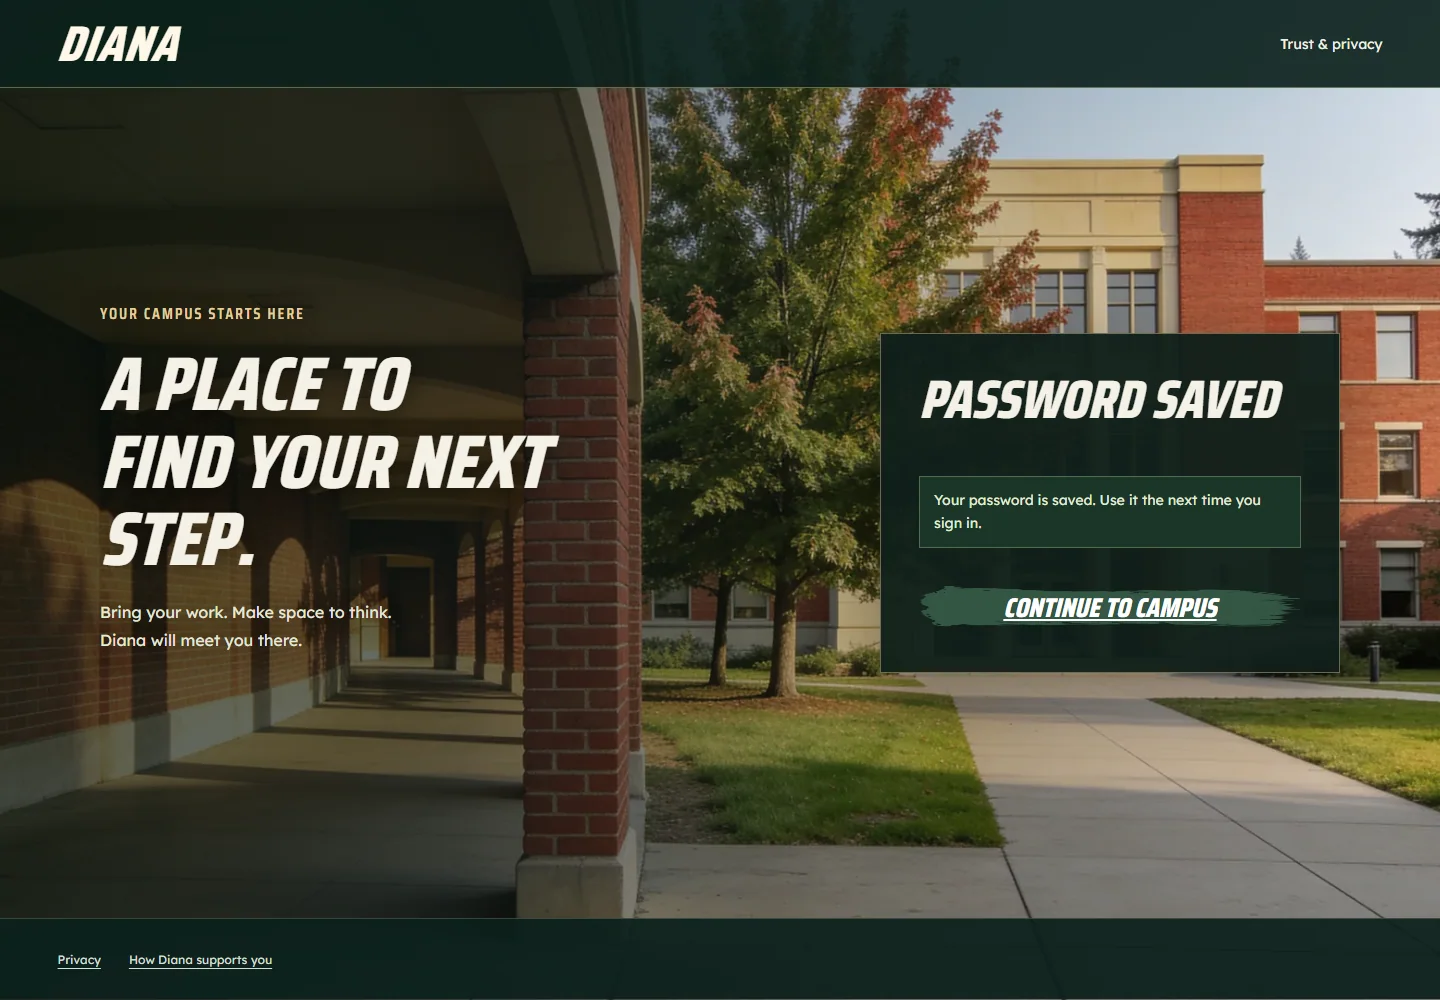 DIANA
Trust & privacy
YOUR CAMPUS STARTS HERE
A PLACE TO
FIND YOUR NEXT
STEP.
Bring your work. Make space to think.
Diana will meet you there.
PASSWORD SAVED
Your password is saved. Use it the next time you
sign in.
CONTINUE TO CAMPUS
Privacy
How Diana supports you